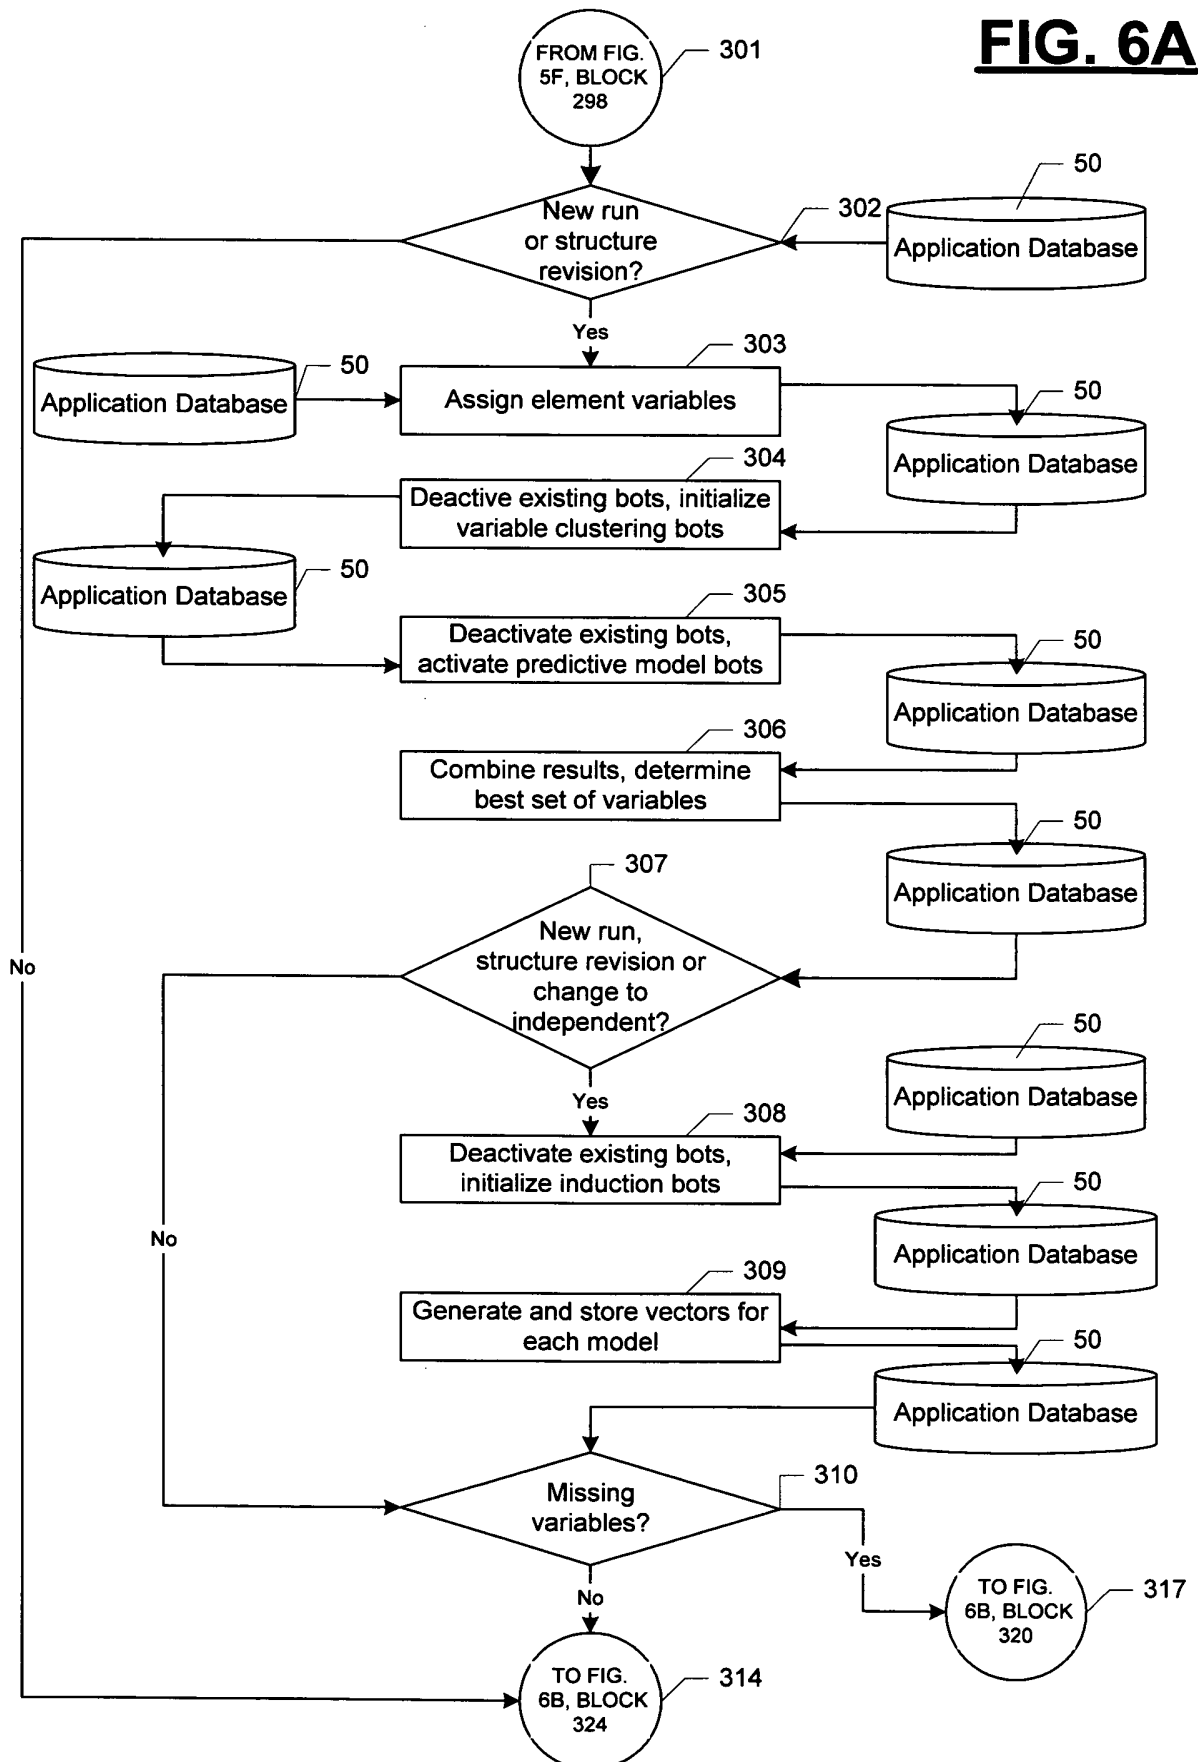 FIG. 6A
FROM FIG.
5F, BLOCK
298
301
50
New run
or structure
revision?
302
Application Database
Yes
303
50
Application Database
Assign element variables
50
Application Database
304
Deactive existing bots, initialize
variable clustering bots
50
Application Database
305
Deactivate existing bots,
activate predictive model bots
50
Application Database
306
Combine results, determine
best set of variables
50
Application Database
307
New run,
structure revision or
change to
independent?
No
50
Application Database
Yes
308
Deactivate existing bots,
initialize induction bots
50
Application Database
No
309
Generate and store vectors for
each model
50
Application Database
310
Missing
variables?
Yes
No
TO FIG.
6B, BLOCK
320
317
TO FIG.
6B, BLOCK
324
314